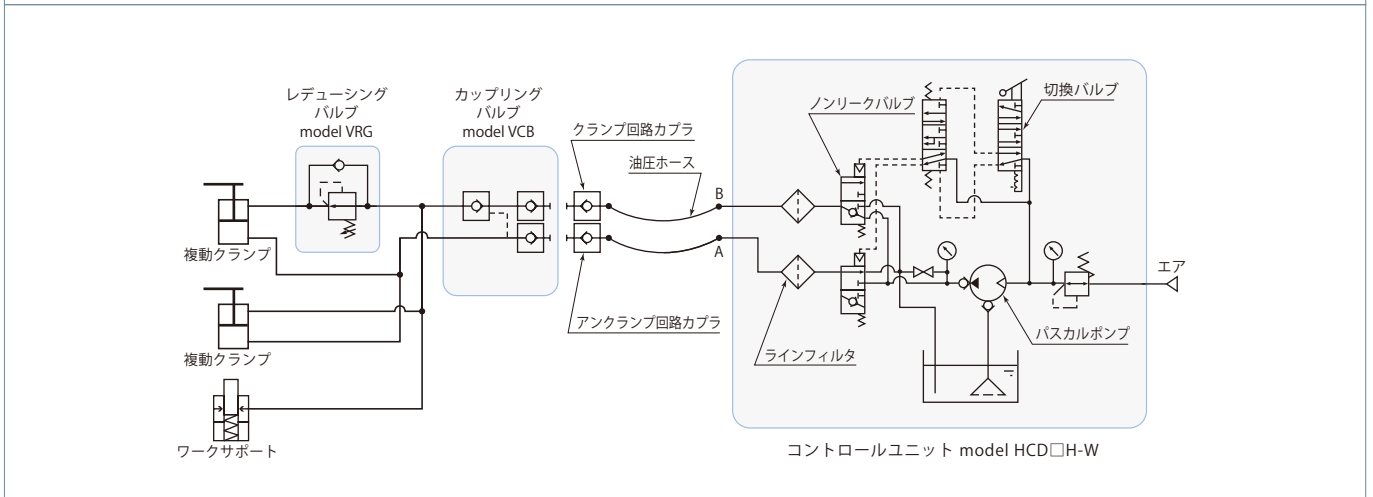 レデューシング
バルブ
model VRG
カップリング
バルブ
model VCB
クランプ回路カプラ
油圧ホース
B
A
ノンリークバルブ
切換バルブ
複動クランプ
複動クランプ
ワークサポート
アンクランプ回路カプラ
ラインフィルタ
エア
パスカルポンプ
コントロールユニット model HCD□H-W